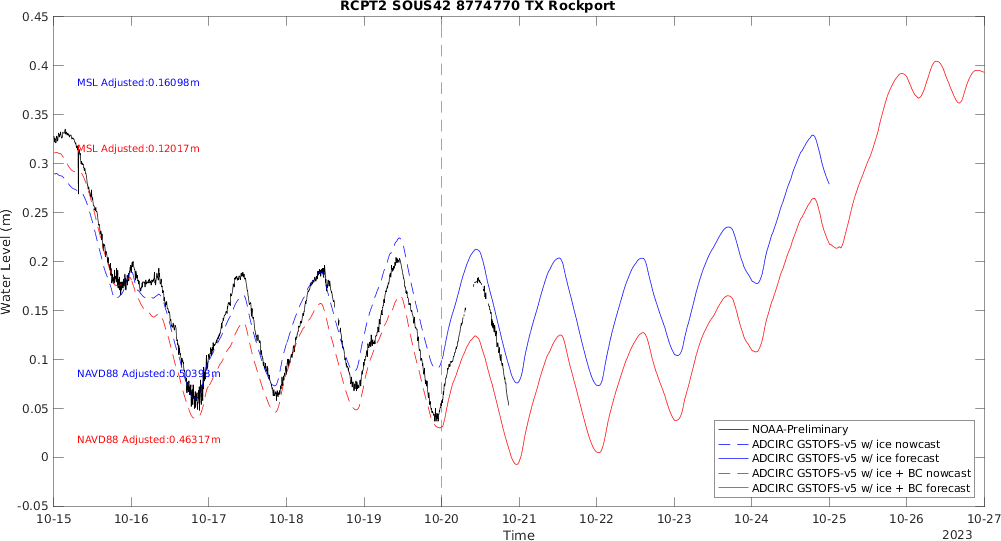 RCPT2 SOUS42 8774770 TX Rockport
0.45
0.4
0.35
0.3
0.25
0.2
0.15
0.1
0.05
0
-0.05
Water Level (m)
MSL Adjusted:0.16098m
MSL Adjusted:0.12017m
NAVD88 Adjusted:0.50398m
NAVD88 Adjusted:0.46317m
NOAA-Preliminary
ADCIRC GSTOFS-v5 w/ ice nowcast
ADCIRC GSTOFS-v5 w/ ice forecast
ADCIRC GSTOFS-v5 w/ ice + BC nowcast
ADCIRC GSTOFS-v5 w/ ice + BC forecast
10-15 10-16 10-17 10-18 10-19 10-20 10-21 10-22 10-23 10-24 10-25 10-26 10-27
Time
2023